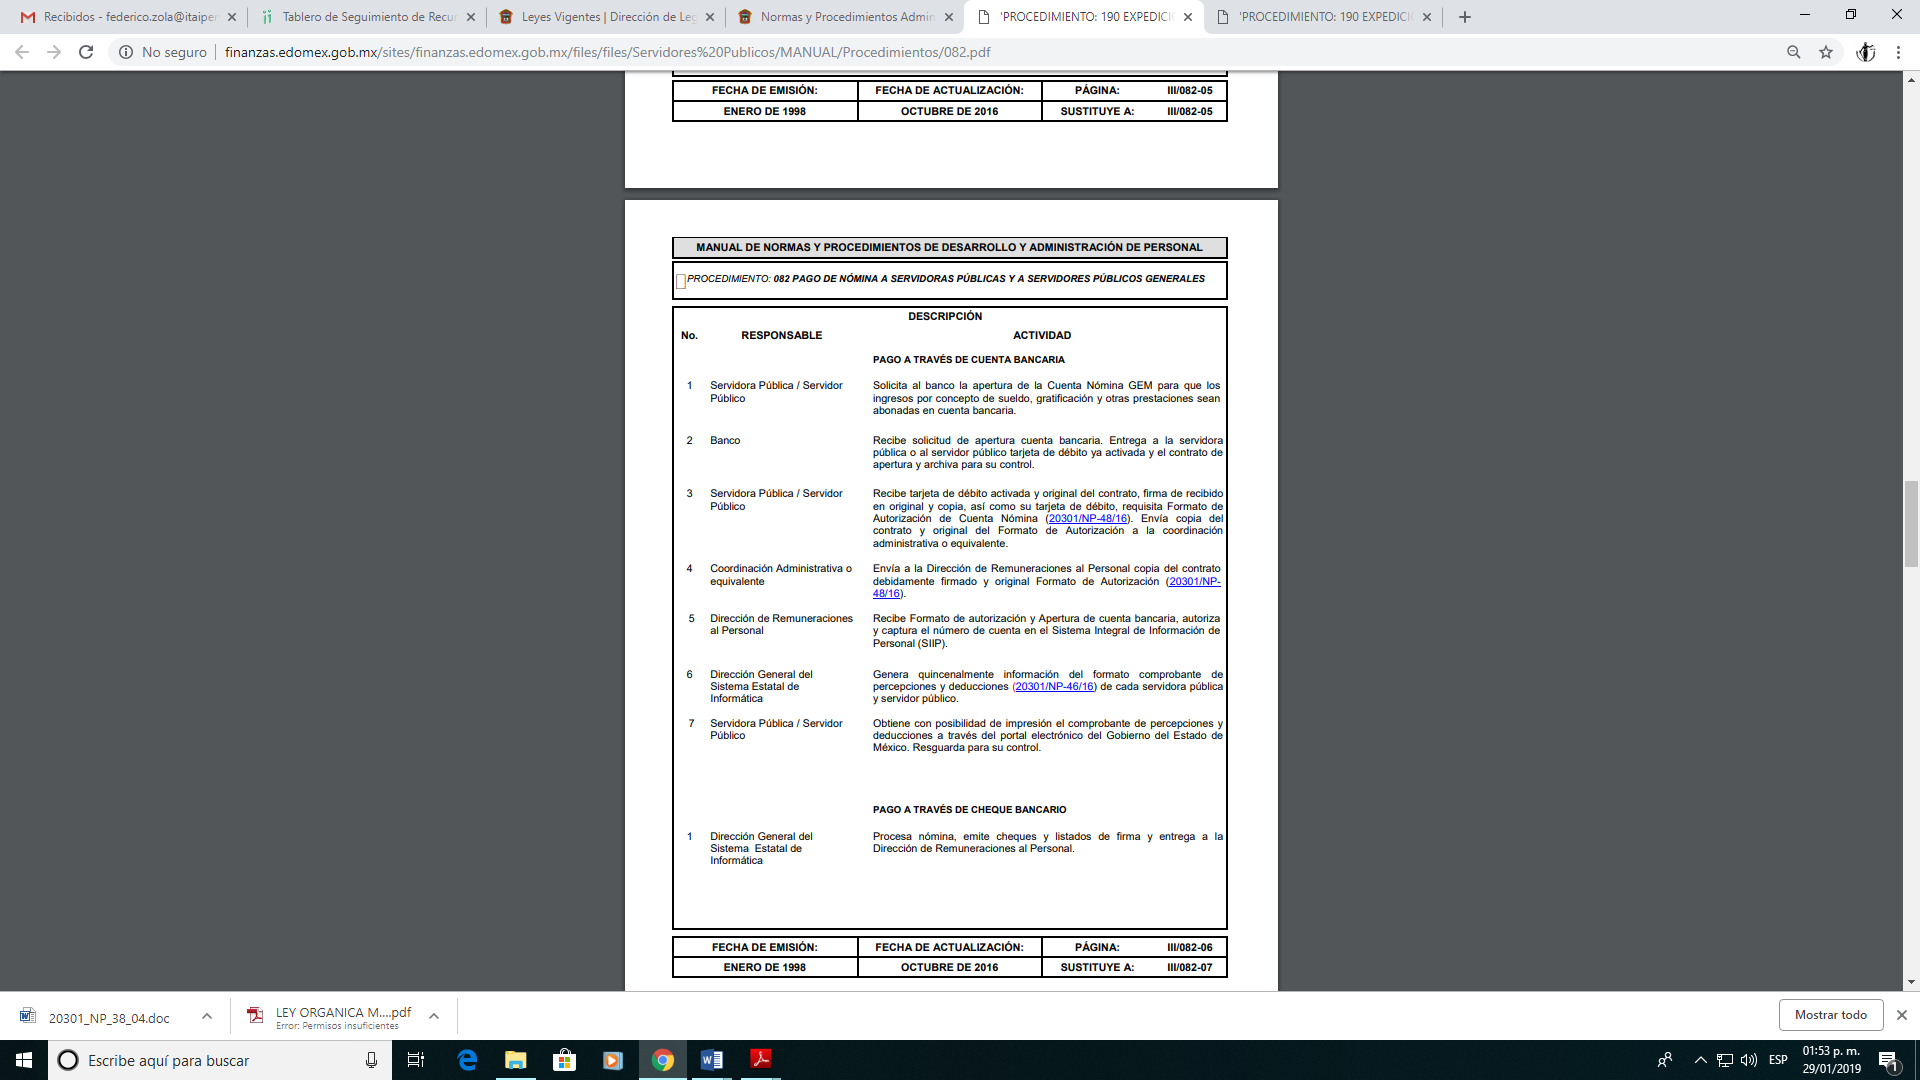 Recibidos - federico.zola@itaiper
Tablero de Seguimiento de Recur
Leyes Vigentes | Dirección de Leg
Normas y Procedimientos Admin
'PROCEDIMIENTO: 190 EXPEDICIO
'PROCEDIMIENTO: 190 EXPEDICIO
No seguro
finanzas.edomex.gob.mx/sites/finanzas.edomex.gob.mx/files/files/Servidores%20Publicos/MANUAL/Procedimientos/082.pdf
FECHA DE EMISIÓN: FECHA DE ACTUALIZACIÓN: PÁGINA: III/082-05
ENERO DE 1998 OCTUBRE DE 2016 SUSTITUYE A: III/082-05
MANUAL DE NORMAS Y PROCEDIMIENTOS DE DESARROLLO Y ADMINISTRACIÓN DE PERSONAL
PROCEDIMIENTO: 082 PAGO DE NÓMINA A SERVIDORAS PÚBLICAS Y A SERVIDORES PÚBLICOS GENERALES
DESCRIPCIÓN
No. RESPONSABLE ACTIVIDAD
PAGO A TRAVÉS DE CUENTA BANCARIA
1 Servidora Pública / Servidor
Público
Solicita al banco la apertura de la Cuenta Nómina GEM para que los
ingresos por concepto de sueldo, gratificación y otras prestaciones sean
abonadas en cuenta bancaria.
2 Banco
Recibe solicitud de apertura cuenta bancaria. Entrega a la servidora
pública o al servidor público tarjeta de débito ya activada y el contrato de
apertura y archiva para su control.
3 Servidora Pública / Servidor
Público
Recibe tarjeta de débito activada y original del contrato, firma de recibido
en original y copia, así como su tarjeta de débito, requisita Formato de
Autorización de Cuenta Nómina (20301/NP-48/16). Envía copia del
contrato y original del Formato de Autorización a la coordinación
administrativa o equivalente.
4 Coordinación Administrativa o
equivalente
Envía a la Dirección de Remuneraciones al Personal copia del contrato
debidamente firmado y original Formato de Autorización (20301/NP-
48/16).
5 Dirección de Remuneraciones
al Personal
Recibe Formato de autorización y Apertura de cuenta bancaria, autoriza
y captura el número de cuenta en el Sistema Integral de Información de
Personal (SIIP).
6 Dirección General del
Sistema Estatal de
Informática
Genera quincenalmente información del formato comprobante de
percepciones y deducciones (20301/NP-46/16) de cada servidora pública
y servidor público.
7 Servidora Pública / Servidor
Público
Obtiene con posibilidad de impresión el comprobante de percepciones y
deducciones a través del portal electrónico del Gobierno del Estado de
México. Resguarda para su control.
PAGO A TRAVÉS DE CHEQUE BANCARIO
1 Dirección General del
Sistema Estatal de
Informática
Procesa nómina, emite cheques y listados de firma y entrega a la
Dirección de Remuneraciones al Personal.
FECHA DE EMISIÓN: FECHA DE ACTUALIZACIÓN: PÁGINA: III/082-06
ENERO DE 1998 OCTUBRE DE 2016 SUSTITUYE A: III/082-07
20301_NP_38_04.doc
LEY ORGANICA M....pdf
Error: Permisos insuficientes
Mostrar todo
Escribe aquí para buscar
ESP
01:53 p. m.
29/01/2019
1